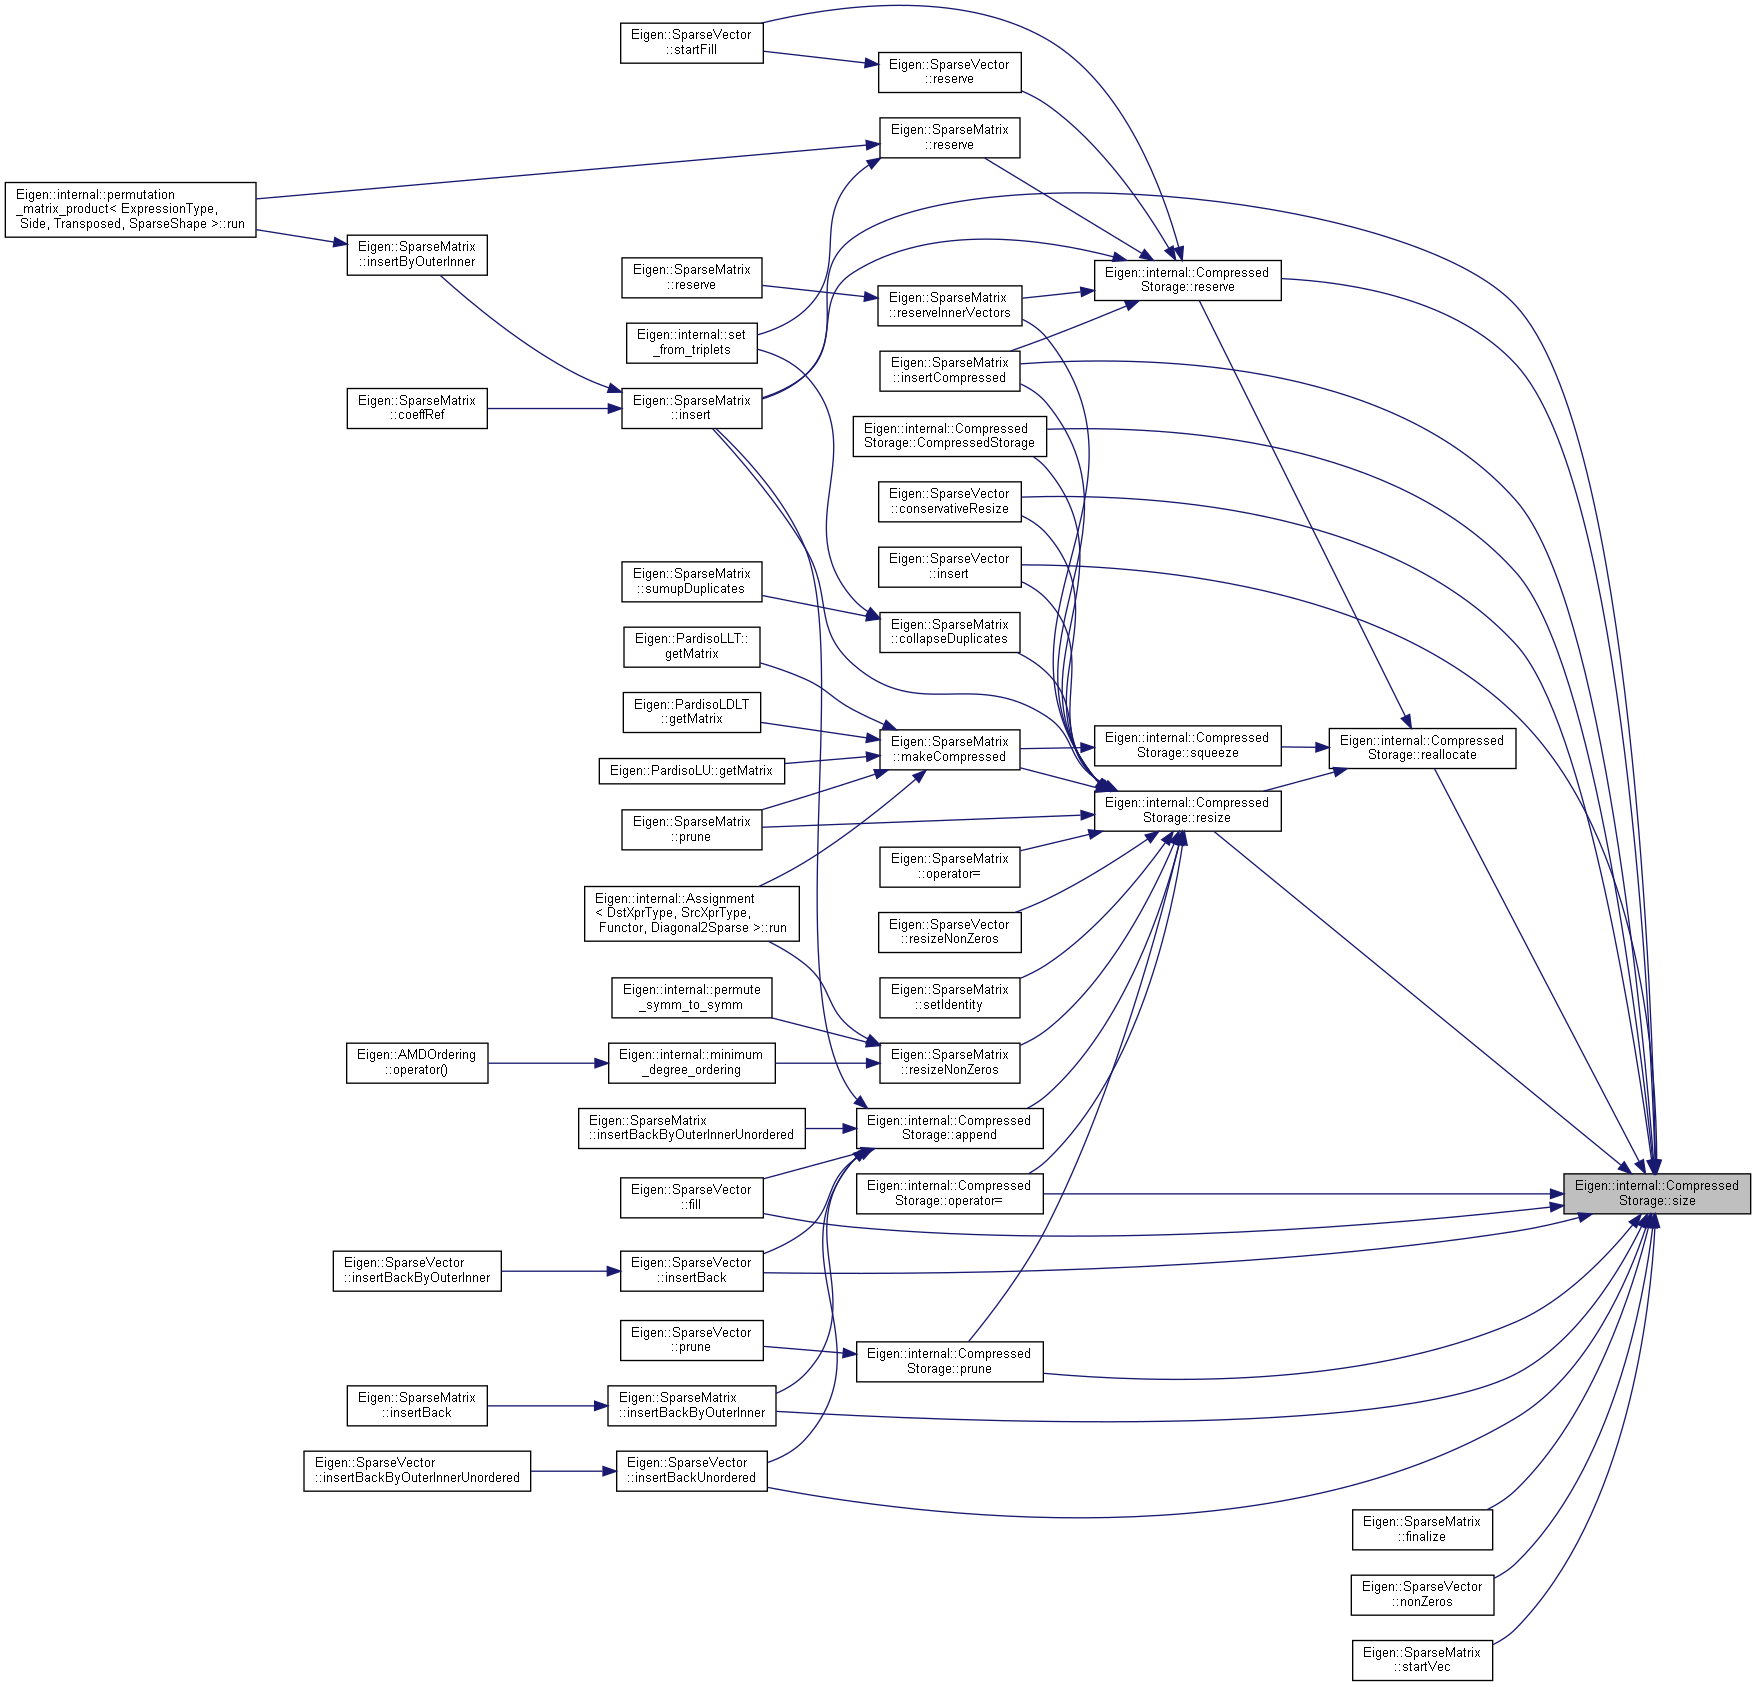 Eigen::SparseVector
::startFill
Eigen::SparseVector
::reserve
Eigen::SparseMatrix
::reserve
Eigen::internal::permutation
_matrix_product< ExpressionType,
Side, Transposed, SparseShape >::run
Eigen::SparseMatrix
::insertByOuterInner
Eigen::SparseMatrix
::reserve
Eigen::internal::Compressed
Storage::reserve
Eigen::SparseMatrix
::reserveInnerVectors
Eigen::internal::set
_from_triplets
Eigen::SparseMatrix
::insertCompressed
Eigen::SparseMatrix
::coeffRef
Eigen::SparseMatrix
::insert
Eigen::internal::Compressed
Storage::CompressedStorage
Eigen::SparseVector
::conservativeResize
Eigen::SparseVector
::insert
Eigen::SparseMatrix
::sumupDuplicates
Eigen::SparseMatrix
::collapseDuplicates
Eigen::PardisoLLT::
getMatrix
Eigen::PardisoLDLT
::getMatrix
Eigen::SparseMatrix
::makeCompressed
Eigen::internal::Compressed
Storage::squeeze
Eigen::internal::Compressed
Storage::reallocate
Eigen::PardisoLU::getMatrix
Eigen::internal::Compressed
Storage::resize
Eigen::SparseMatrix
::prune
Eigen::SparseMatrix
::operator=
Eigen::internal::Assignment
< DstXprType, SrcXprType,
Functor, Diagonal2Sparse >::run
Eigen::SparseVector
::resizeNonZeros
Eigen::internal::permute
_symm_to_symm
Eigen::SparseMatrix
::setIdentity
Eigen::AMDOrdering
::operator()
Eigen::internal::minimum
_degree_ordering
Eigen::SparseMatrix
::resizeNonZeros
Eigen::SparseMatrix
::insertBackByOuterInnerUnordered
Eigen::internal::Compressed
Storage::append
Eigen::SparseVector
::fill
Eigen::internal::Compressed
Storage::operator=
Eigen::internal::Compressed
Storage::size
Eigen::SparseVector
::insertBackByOuterInner
Eigen::SparseVector
::insertBack
Eigen::SparseVector
::prune
Eigen::internal::Compressed
Storage::prune
Eigen::SparseMatrix
::insertBack
Eigen::SparseMatrix
::insertBackByOuterInner
Eigen::SparseVector
::insertBackByOuterInnerUnordered
Eigen::SparseVector
::insertBackUnordered
Eigen::SparseMatrix
::finalize
Eigen::SparseVector
::nonZeros
Eigen::SparseMatrix
::startVec